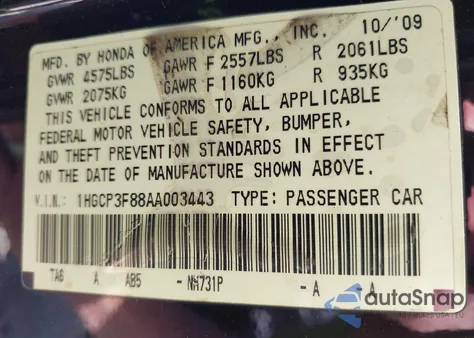 MFD. BY HONDA OF AMERICA MFG., INC. 10/'09
GVWR 4575LBS GAWR F 2557LBS R 2061LBS
GVWR 2075KG GAWR F 1160KG R 935KG
THIS VEHICLE CONFORMS TO ALL APPLICABLE
FEDERAL MOTOR VEHICLE SAFETY, BUMPER,
AND THEFT PREVENTION STANDARDS IN EFFECT
ON THE DATE OF MANUFACTURE SHOWN ABOVE.
V.I.N.: 1HGCP3F88AA003443 TYPE: PASSENGER CAR
TA6 A AB5 - NH731P - A - A
autoSnap